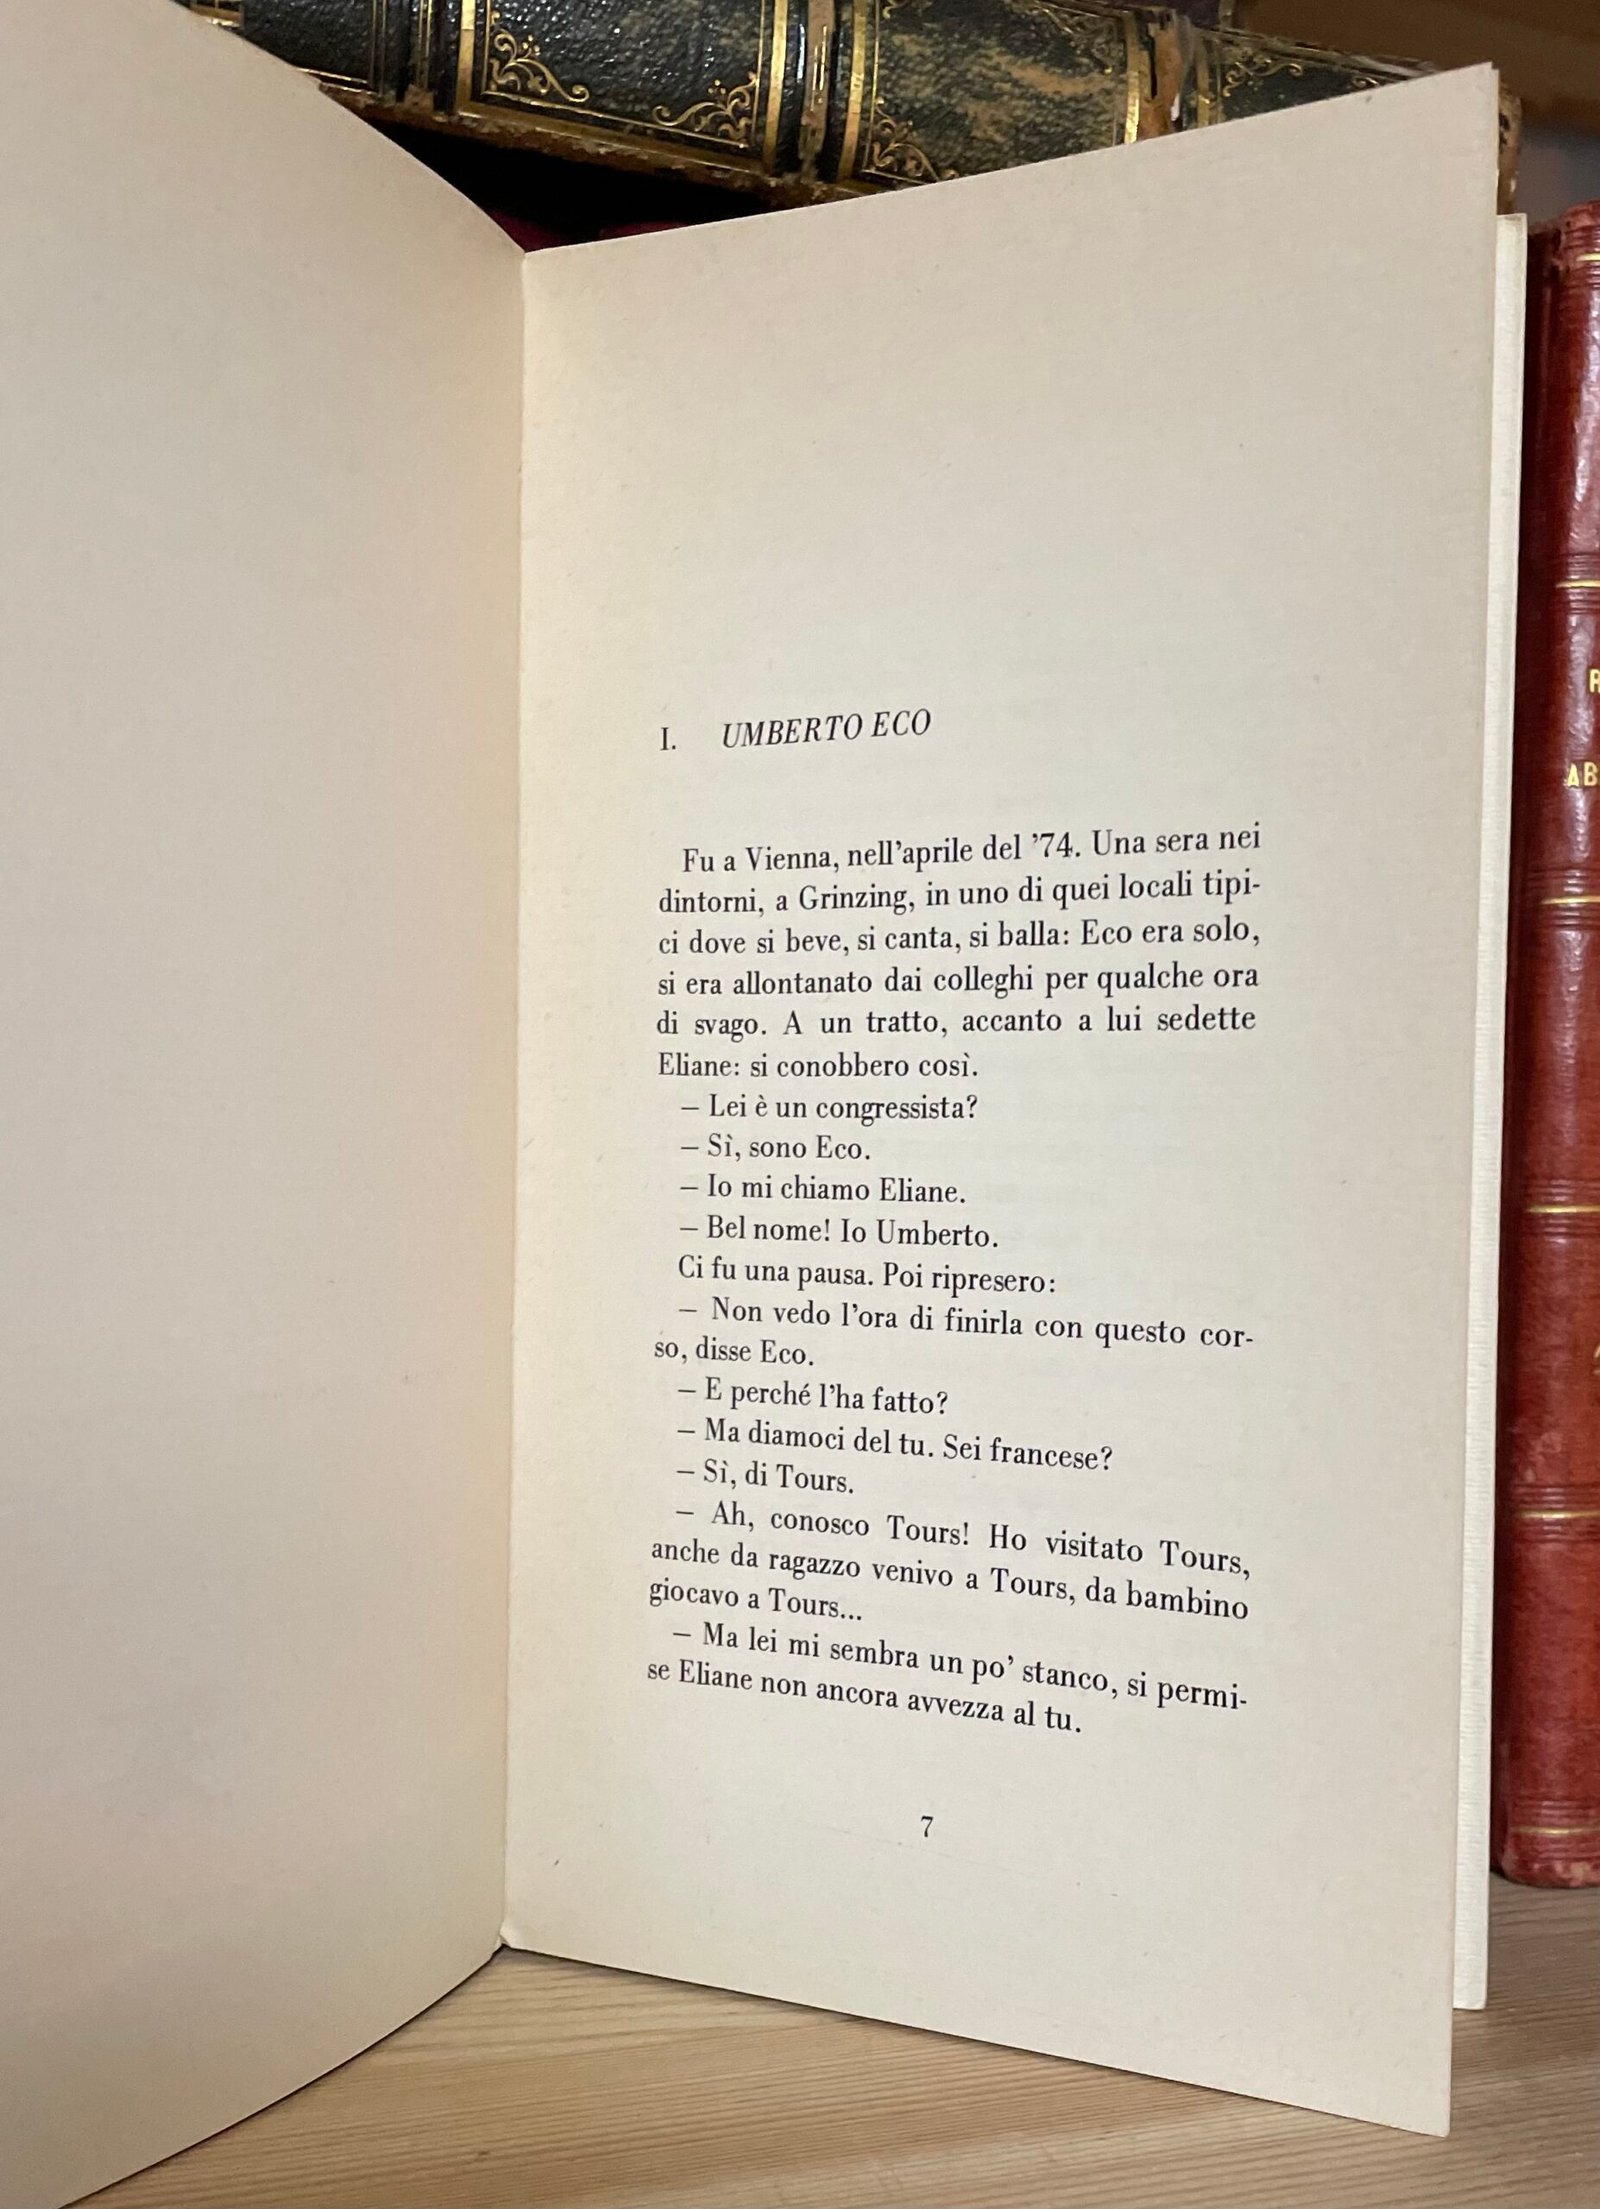 I. UMBERTO ECO
Fu a Vienna, nell'aprile del '74. Una sera nei
dintorni, a Grinzing, in uno di quei locali tipi-
ci dove si beve, si canta, si balla: Eco era solo,
si era allontanato dai colleghi per qualche ora
di svago. A un tratto, accanto a lui sedette
Eliane: si conobbero così.
– Lei è un congressista?
– Sì, sono Eco.
– Io mi chiamo Eliane.
– Bel nome! Io Umberto.
Ci fu una pausa. Poi ripresero:
– Non vedo l'ora di finirla con questo cor-
so, disse Eco.
– E perché l'ha fatto?
– Ma diamoci del tu. Sei francese?
– Sì, di Tours.
– Ah, conosco Tours! Ho visitato Tours,
anche da ragazzo venivo a Tours, da bambino
giocavo a Tours...
– Ma lei mi sembra un po' stanco, si permi-
se Eliane non ancora avvezza al tu.
7